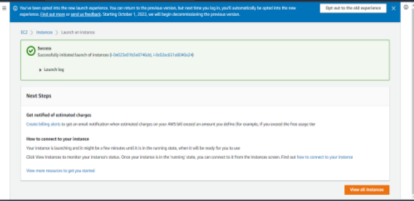 You've been opted into the new launch experience. You can return to the previous version, but next time you log in, you'll automatically be opted into the new experience. Find out more or send us feedback. Starting October 1, 2022, we will begin decommissioning the previous version.
Opt out to the old experience
EC2 > Instances > Launch an instance
Success
Successfully initiated launch of instances
Launch log
Next Steps
Get notified of estimated charges
Create billing alerts to get an email notification when estimated charges on your AWS bill exceed an amount you define (for example, if you exceed the free usage tier).
How to connect to your instance
Your instance is launching and it might be a few minutes until it is in the running state, when it will be ready for you to use
Click View Instances to monitor your instance's status. Once your instance is in the 'running' state, you can connect to it from the Instances screen. Find out how to connect to your instance
View more resources to get you started
View all instances